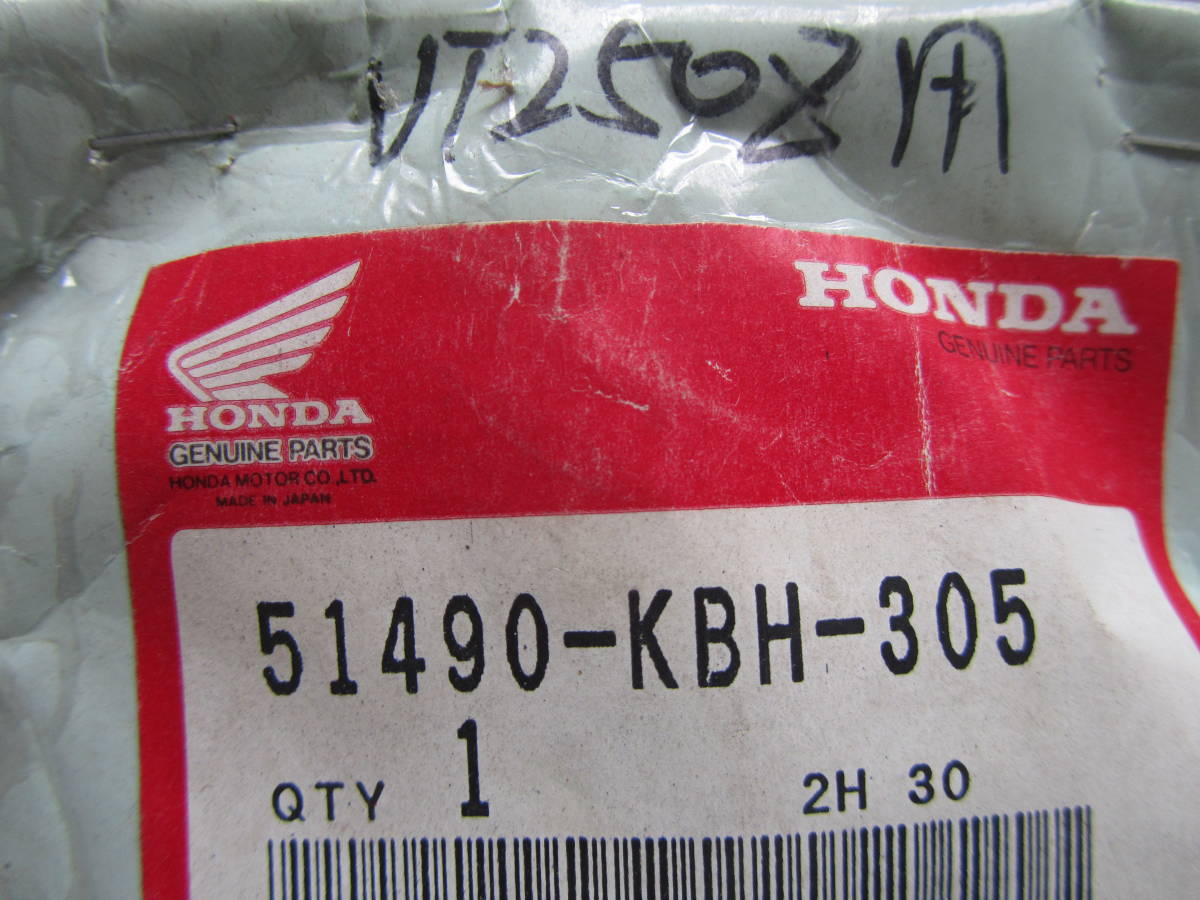 VT250Z用
HONDA
GENUINE PARTS
HONDA
GENUINE PARTS
HONDA MOTOR CO.,LTD.
MADE IN JAPAN
51490-KBH-305
QTY 1 2H 30